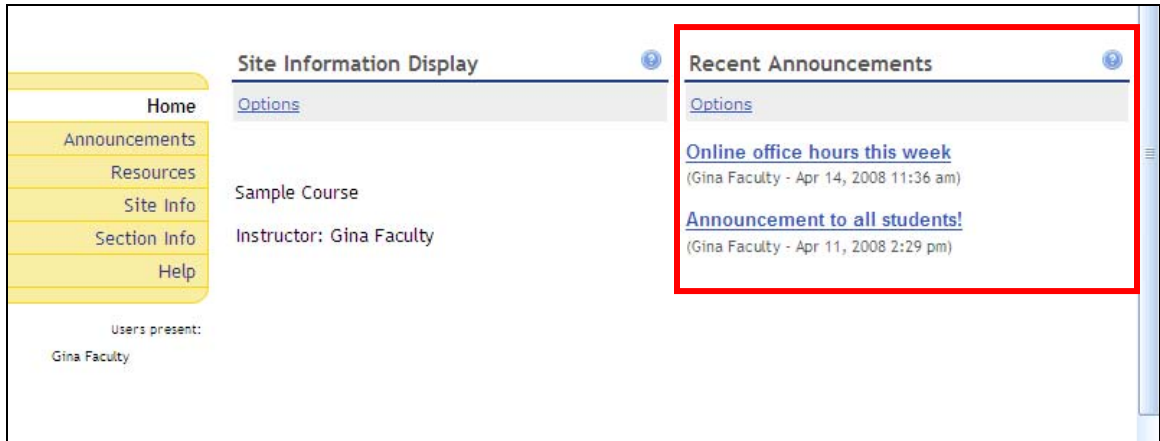 Home
Announcements
Resources
Site Info
Section Info
Help
Users present:
Gina Faculty
Site Information Display
Options
Sample Course
Instructor: Gina Faculty
Recent Announcements
Options
Online office hours this week
(Gina Faculty - Apr 14, 2008 11:36 am)
Announcement to all students!
(Gina Faculty - Apr 11, 2008 2:29 pm)